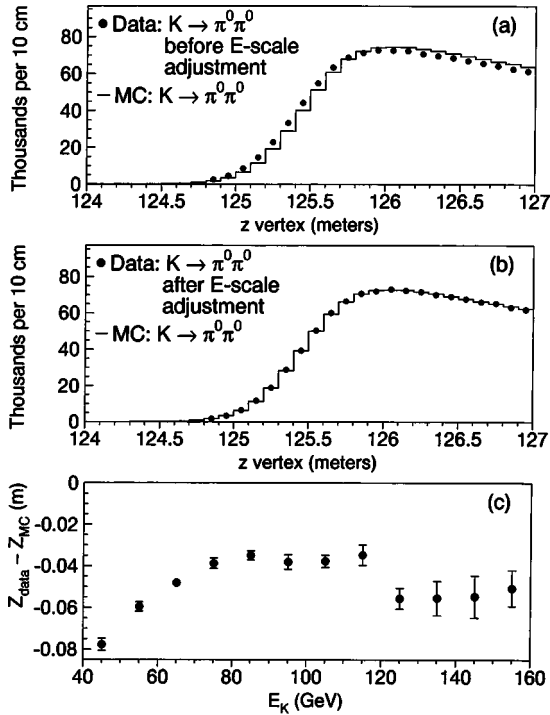 Thousands per 10 cm
80
60
40
20
0
● Data: K → π⁰π⁰
before E-scale
adjustment
– MC: K → π⁰π⁰
(a)
124 124.5 125 125.5 126 126.5 127
z vertex (meters)
Thousands per 10 cm
80
60
40
20
0
● Data: K → π⁰π⁰
after E-scale
adjustment
– MC: K → π⁰π⁰
(b)
124 124.5 125 125.5 126 126.5 127
z vertex (meters)
Z_data – Z_MC (m)
0
-0.02
-0.04
-0.06
-0.08
(c)
40 60 80 100 120 140 160
E_K (GeV)